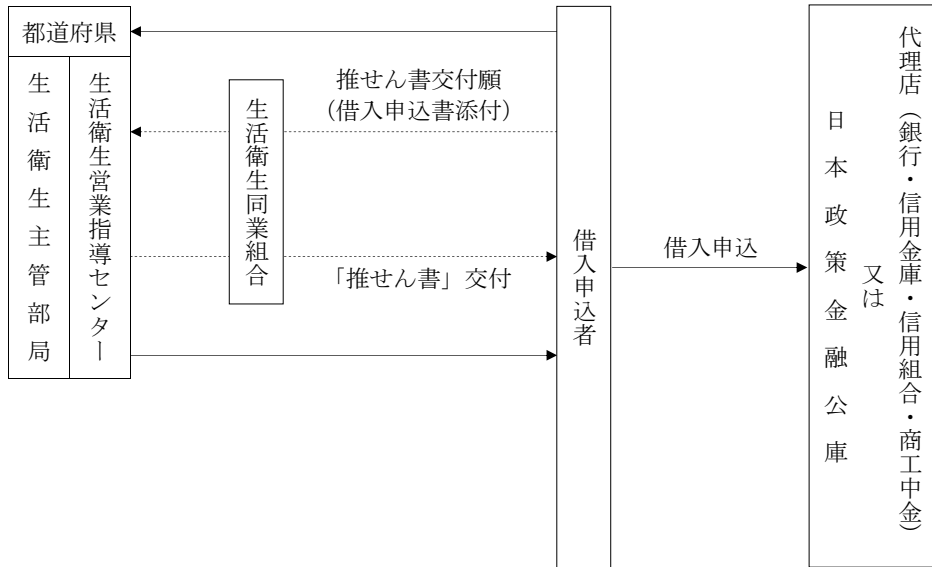 都道府県
生活衛生主管部局
生活衛生営業指導センター
生活衛生同業組合
推せん書交付願
（借入申込書添付）
「推せん書」交付
借入申込者
借入申込
日本政策金融公庫
又は
代理店（銀行・信用金庫・信用組合・商工中金）